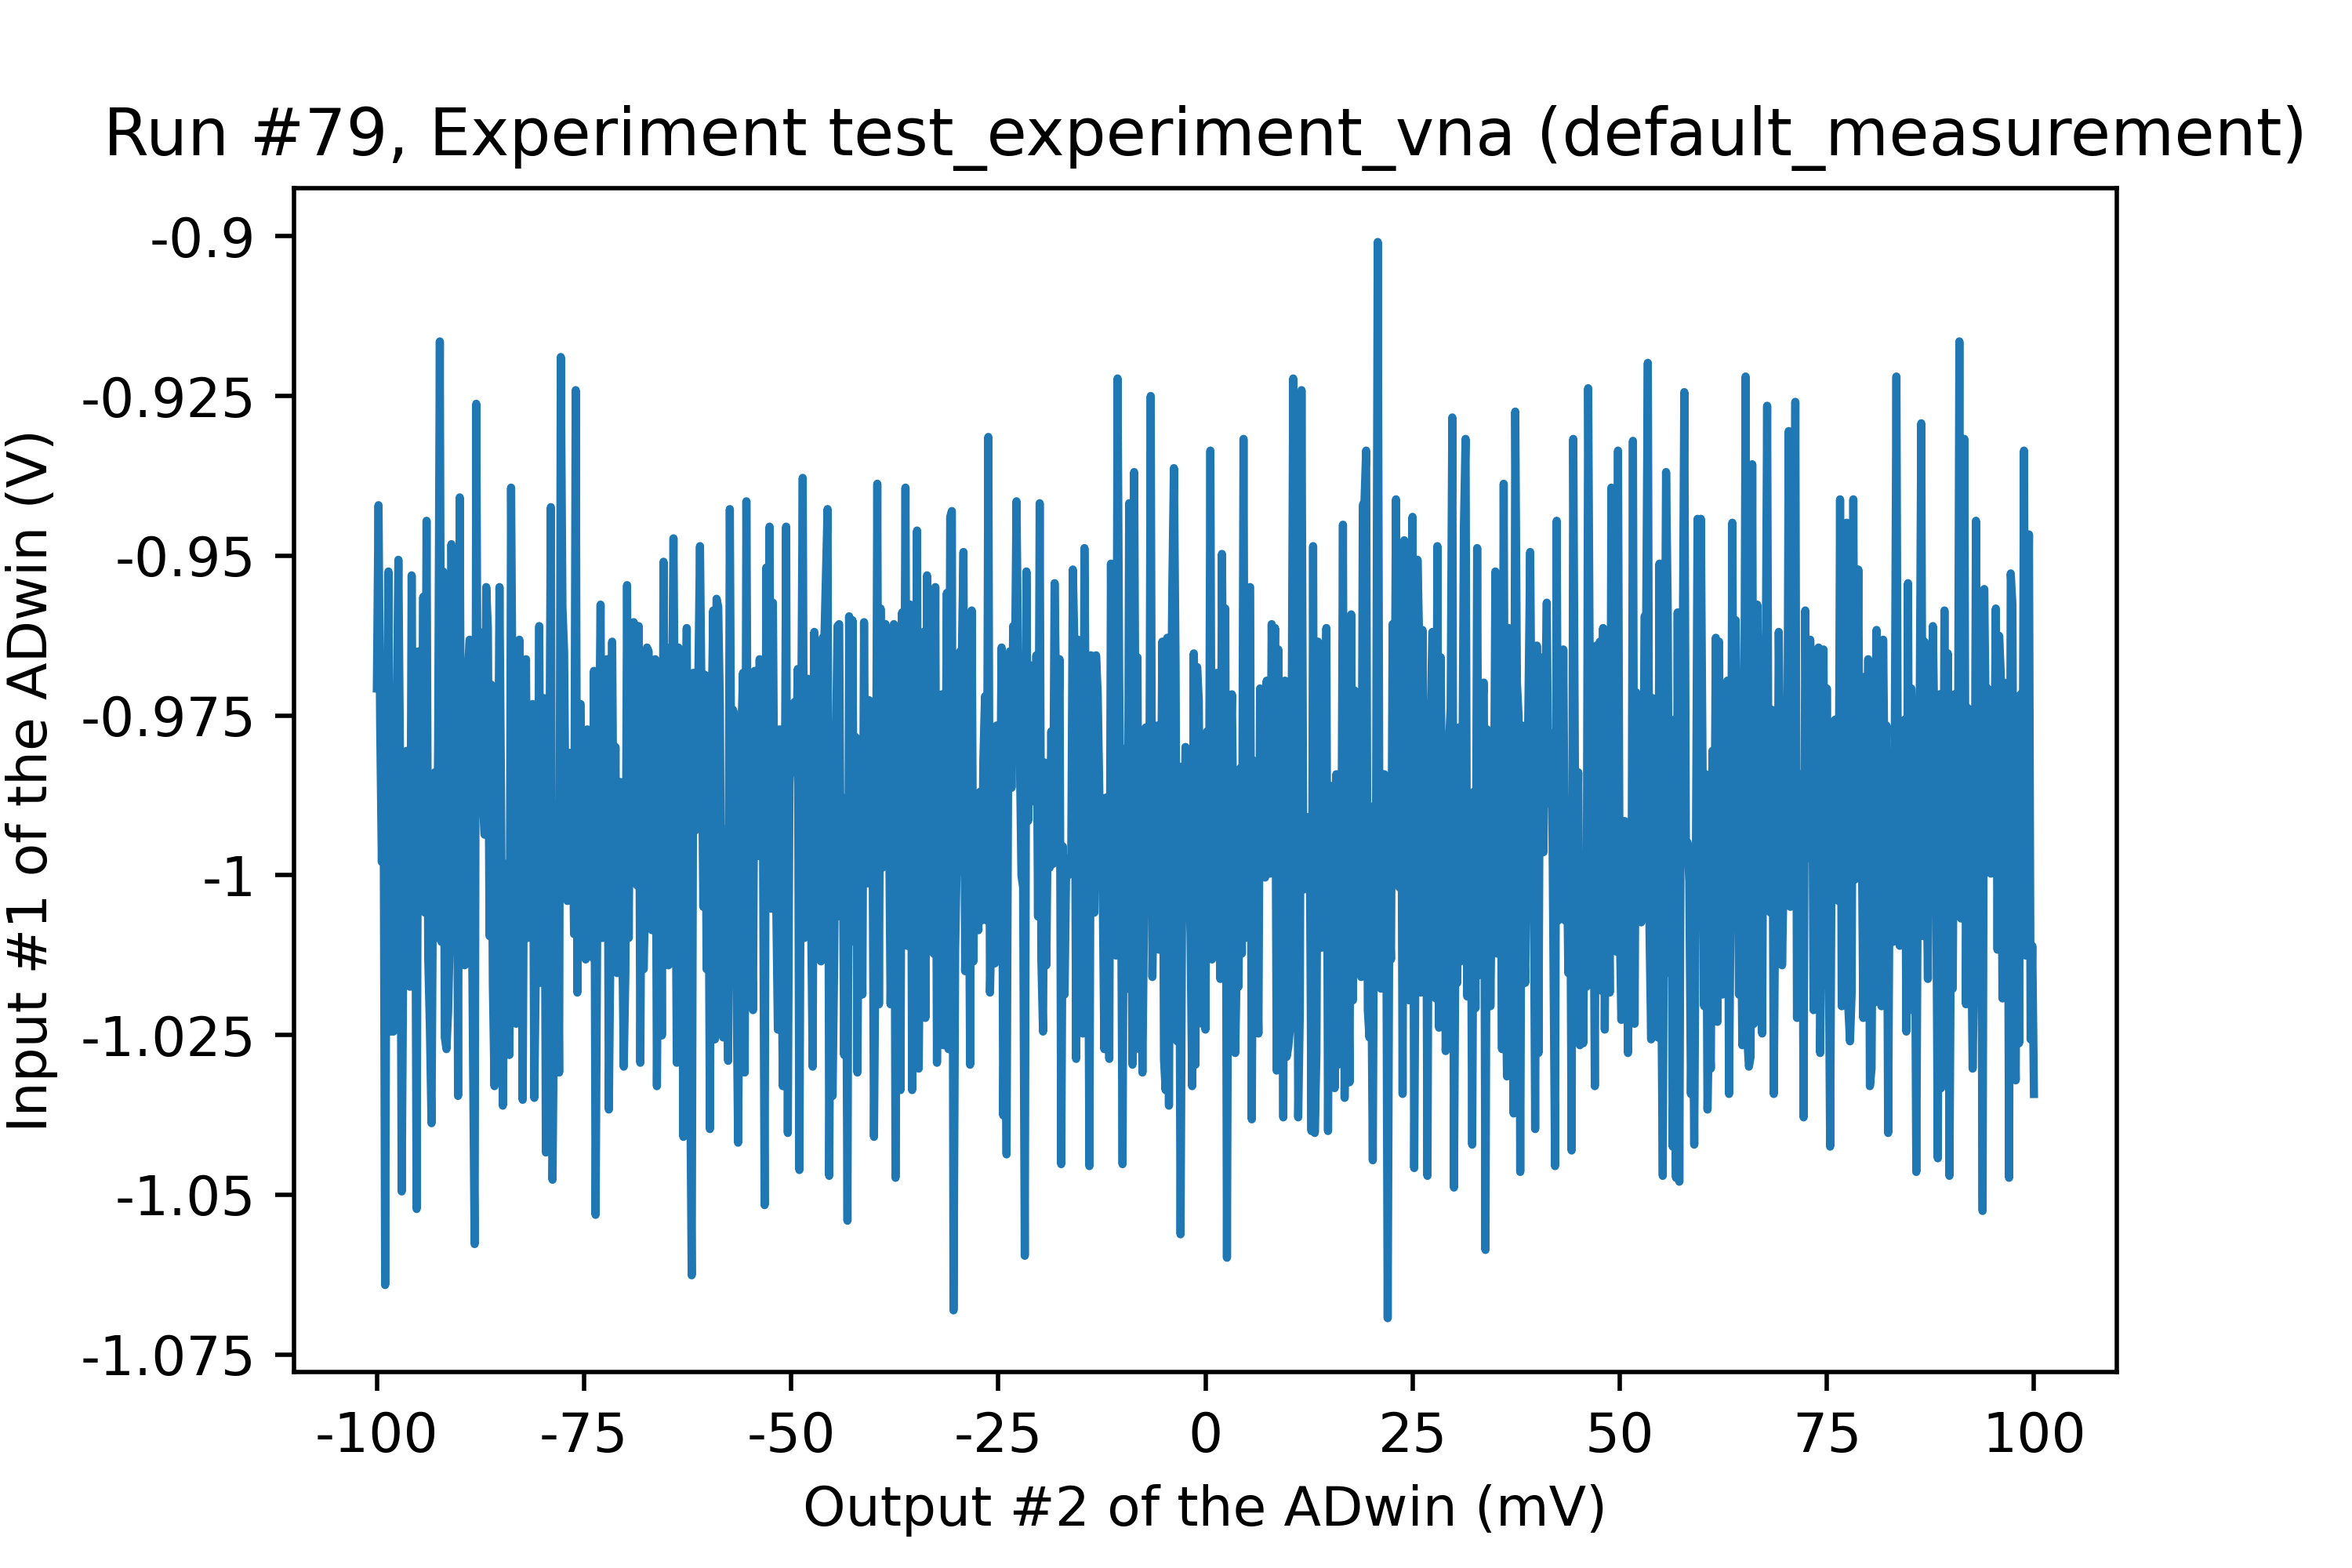 Run #79, Experiment test_experiment_vna (default_measurement)
Input #1 of the ADwin (V)
-0.9
-0.925
-0.95
-0.975
-1
-1.025
-1.05
-1.075
-100 -75 -50 -25 0 25 50 75 100
Output #2 of the ADwin (mV)